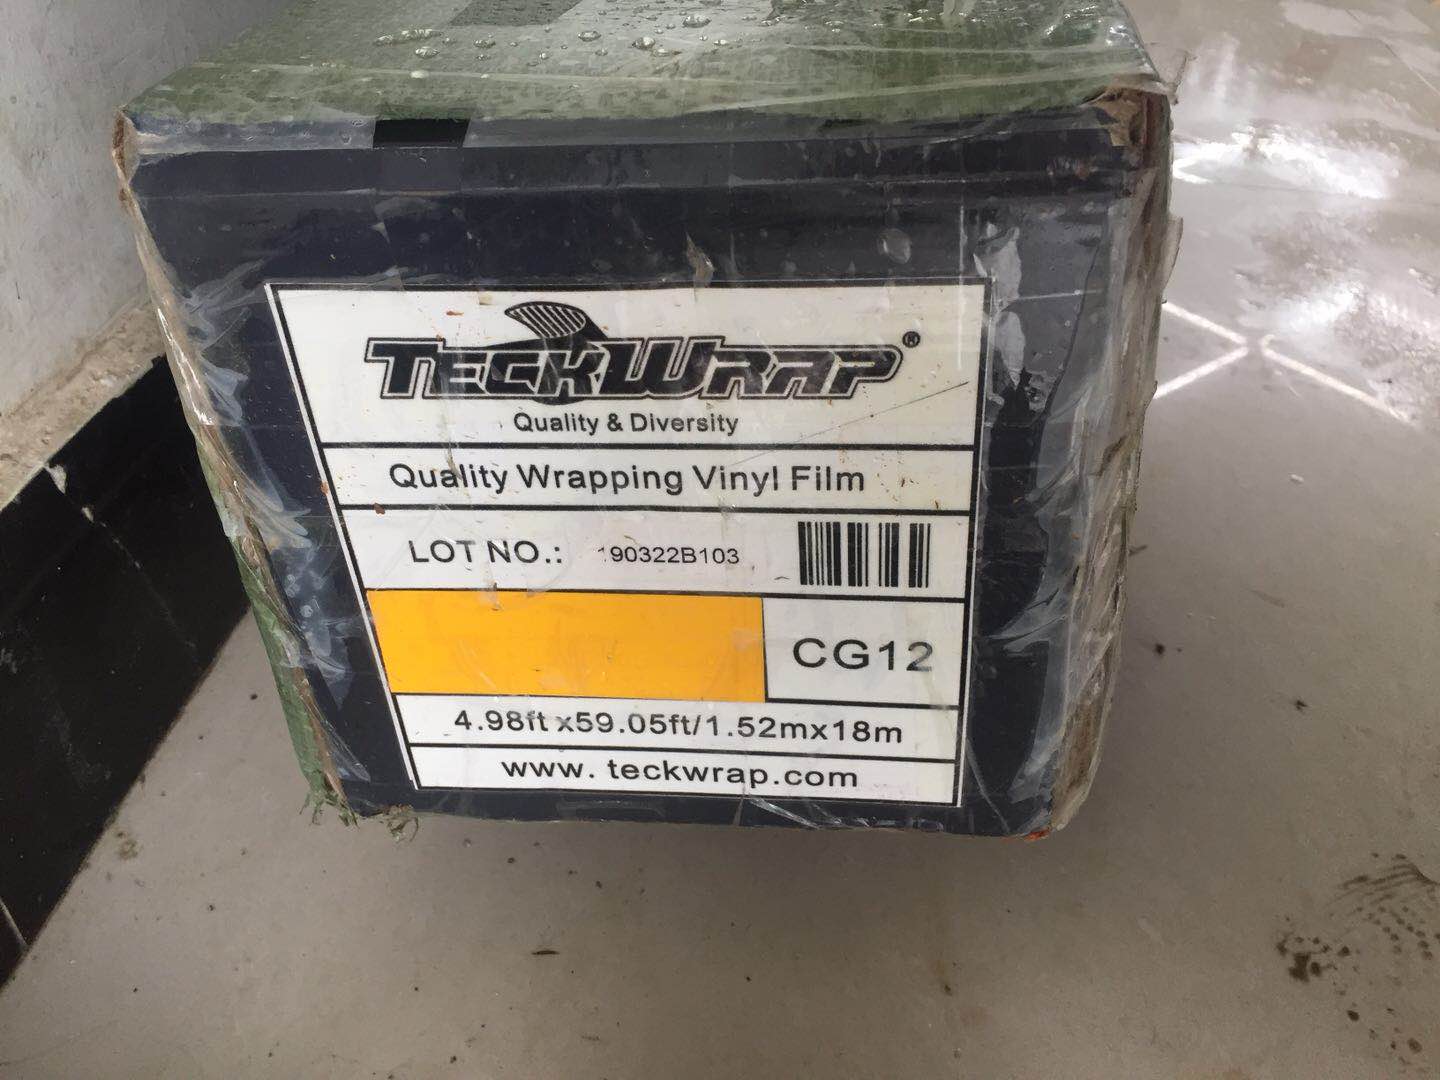 TECKWRAP®
Quality & Diversity
Quality Wrapping Vinyl Film
LOT NO.: 190322B103
CG12
4.98ft x59.05ft/1.52mx18m
www. teckwrap.com